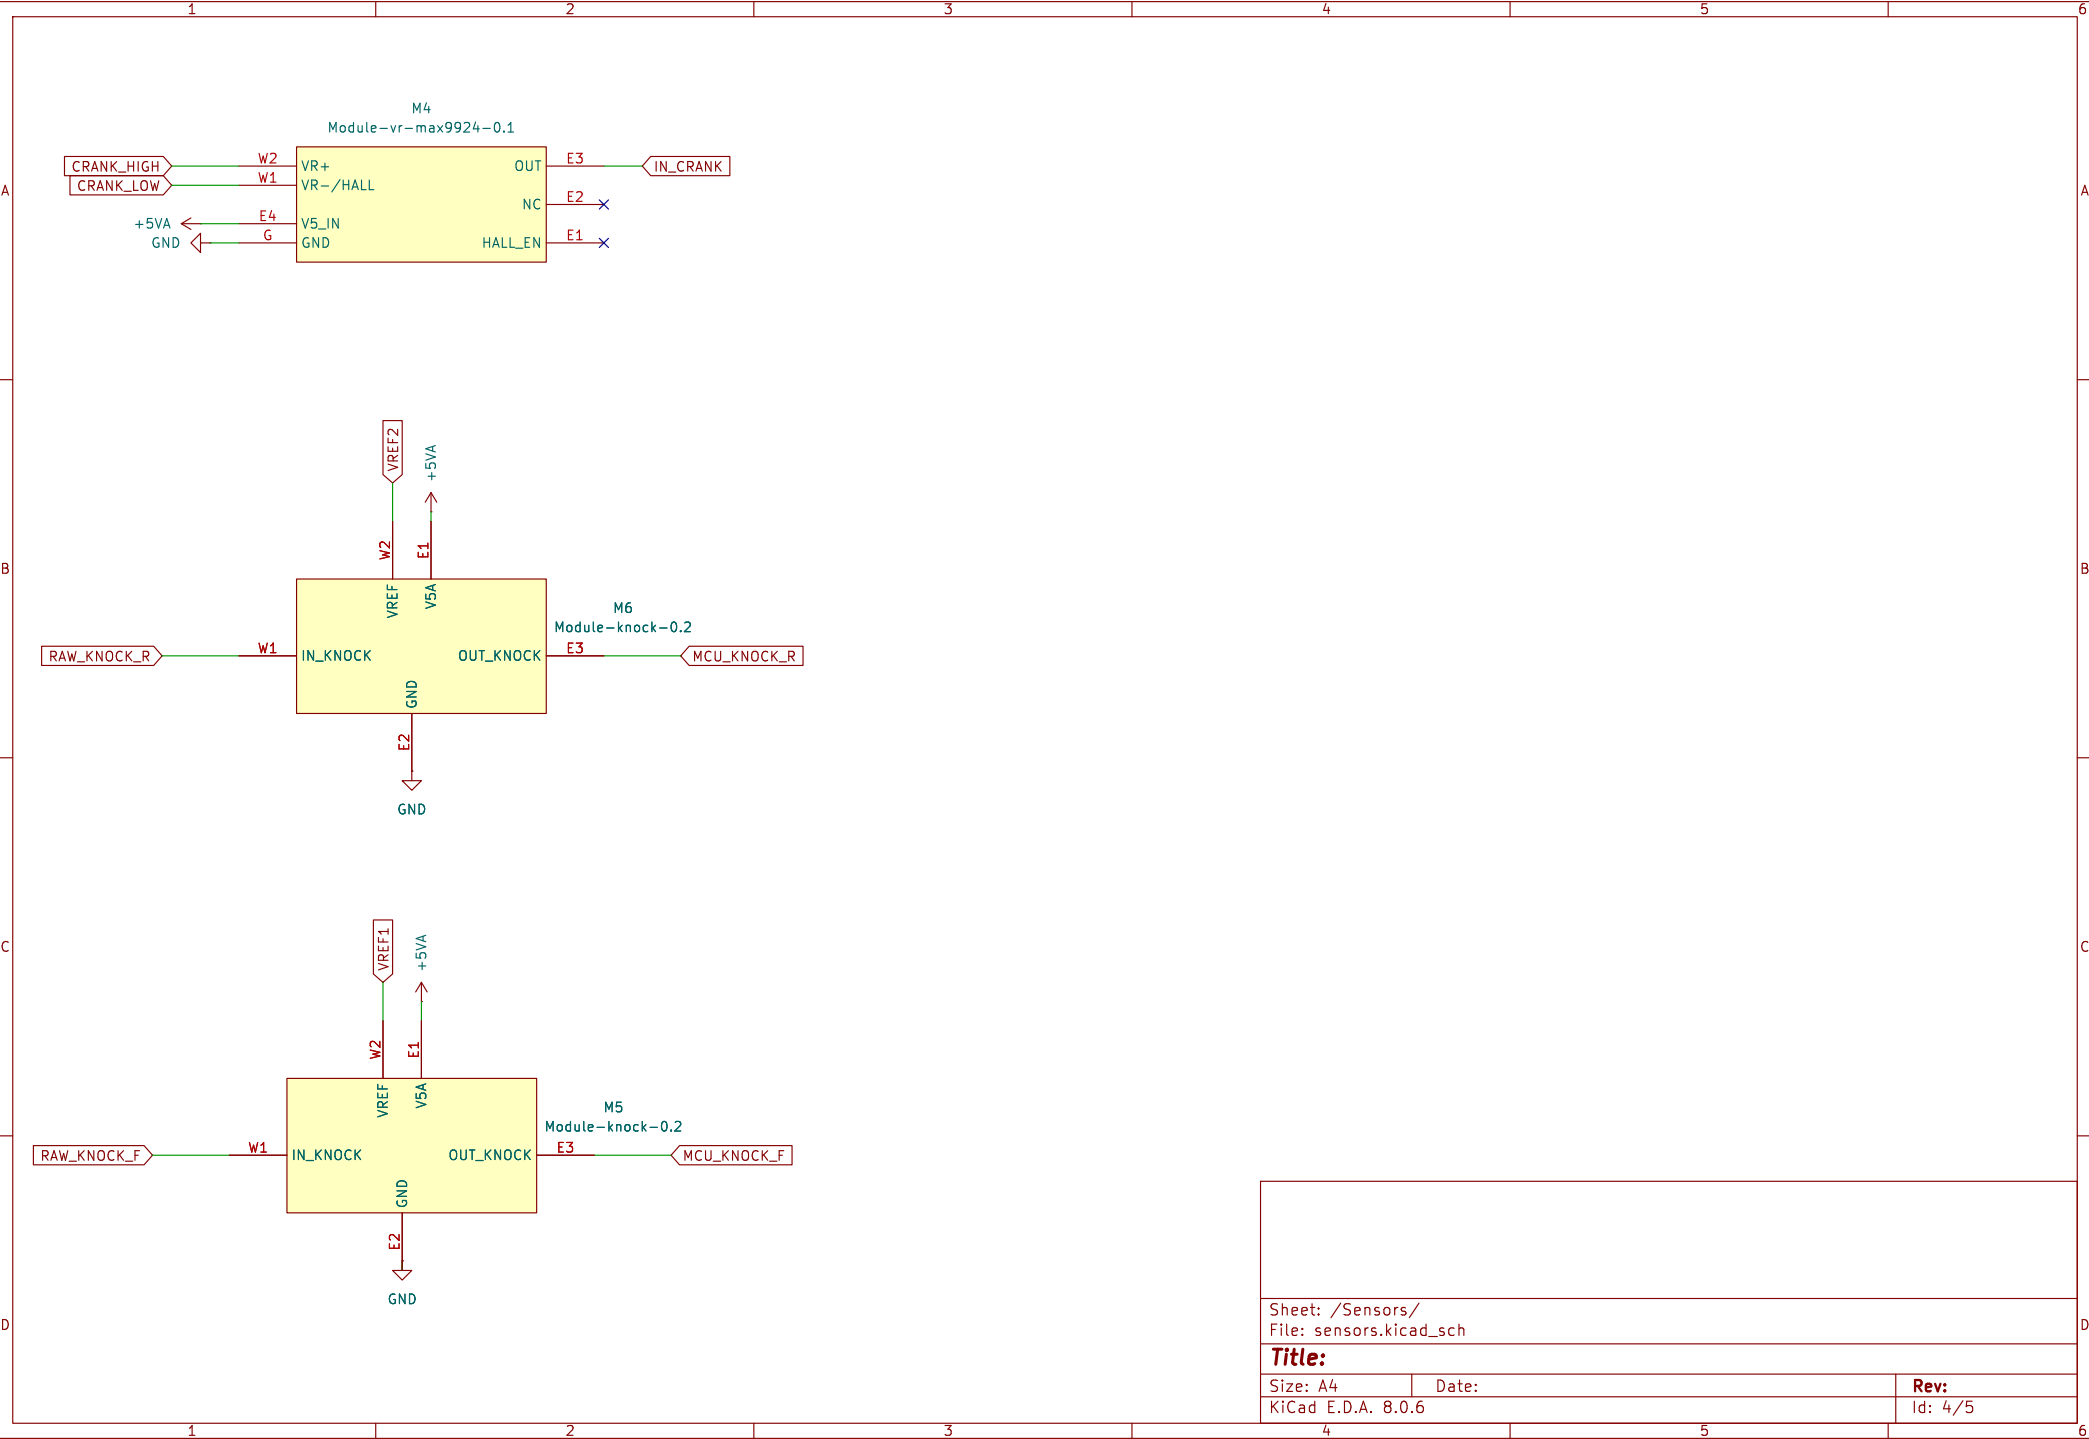 1 2 3 4 5 6
M4
Module-vr-max9924-0.1
CRANK_HIGH W2 VR+ OUT E3 IN_CRANK
CRANK_LOW W1 VR-/HALL
A A
NC E2
+5VA E4 V5_IN
GND G GND HALL_EN E1
VREF2 +5VA
W2 E1
B B
VREF V5A
M6
Module-knock-0.2
RAW_KNOCK_R W1 IN_KNOCK OUT_KNOCK E3 MCU_KNOCK_R
GND
E2
GND
VREF1 +5VA
C C
W2 E1
VREF V5A
M5
Module-knock-0.2
RAW_KNOCK_F W1 IN_KNOCK OUT_KNOCK E3 MCU_KNOCK_F
GND
E2
GND
Sheet: /Sensors/
D D
File: sensors.kicad_sch
Title:
Size: A4 Date: Rev:
KiCad E.D.A. 8.0.6 Id: 4/5
1 2 3 4 5 6